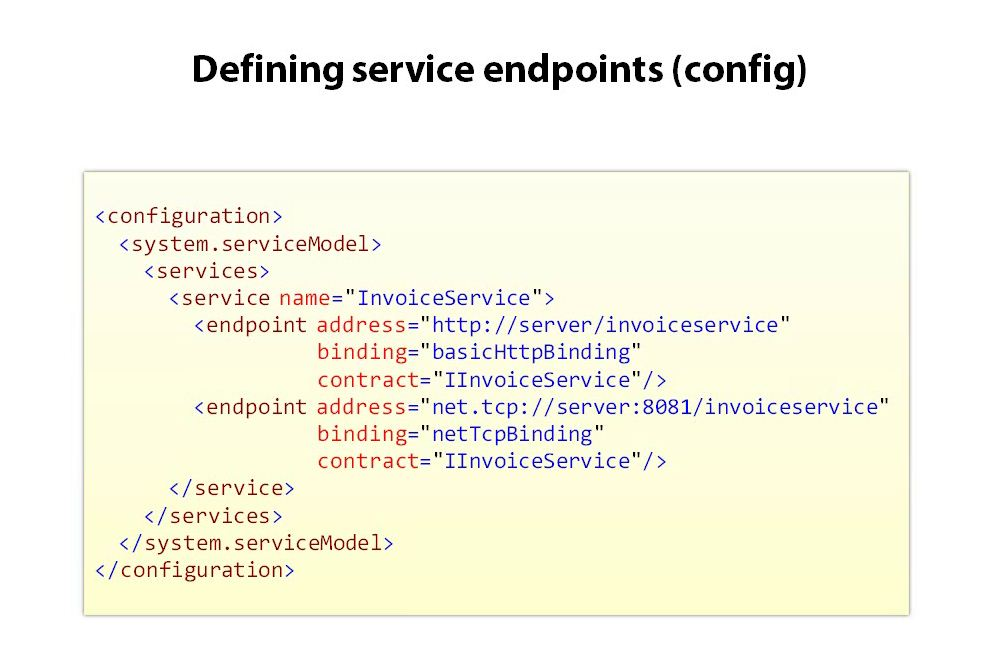 Defining service endpoints (config)
<configuration>
  <system.serviceModel>
    <services>
      <service name="InvoiceService">
        <endpoint address="http://server/invoiceservice"
                  binding="basicHttpBinding"
                  contract="IInvoiceService"/>
        <endpoint address="net.tcp://server:8081/invoiceservice"
                  binding="netTcpBinding"
                  contract="IInvoiceService"/>
      </service>
    </services>
  </system.serviceModel>
</configuration>